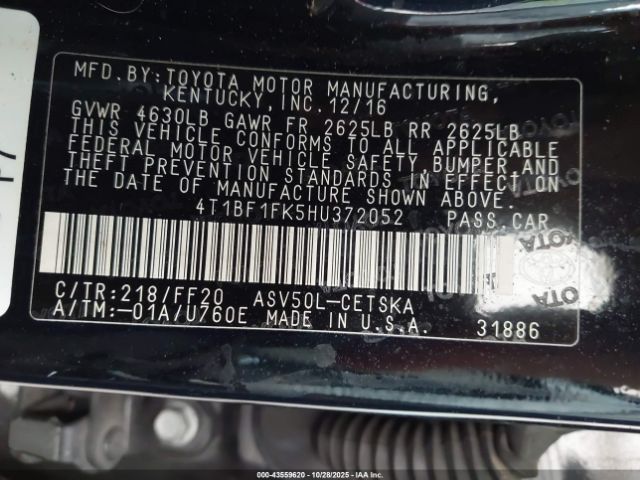 MFD. BY: TOYOTA MOTOR MANUFACTURING,
KENTUCKY, INC. 12/16
GVWR 4630LB GAWR FR 2625LB RR 2625LB
THIS VEHICLE CONFORMS TO ALL APPLICABLE
FEDERAL MOTOR VEHICLE SAFETY BUMPER AND
THEFT PREVENTION STANDARDS IN EFFECT ON
THE DATE OF MANUFACTURE SHOWN ABOVE.
4T1BF1FK5HU372052 PASS.CAR
C/TR:218/FF20 ASV50L-CETSKA
A/TM:-01A/U760E MADE IN U.S.A. 31886
TOYOTA
000-43559620 | 10/28/2025 | IAAI